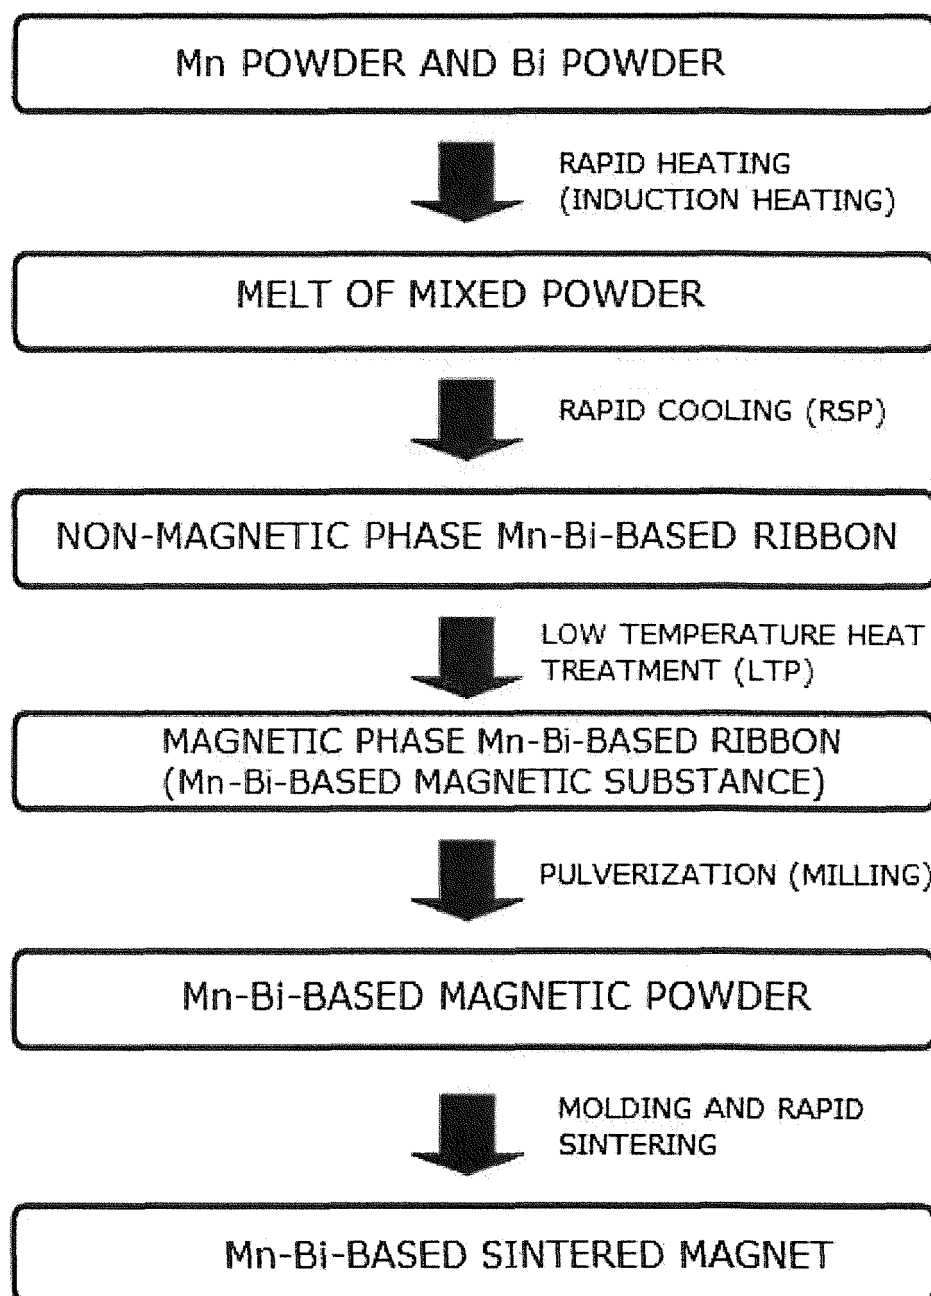 Mn POWDER AND Bi POWDER
RAPID HEATING
(INDUCTION HEATING)
MELT OF MIXED POWDER
RAPID COOLING (RSP)
NON-MAGNETIC PHASE Mn-Bi-BASED RIBBON
LOW TEMPERATURE HEAT
TREATMENT (LTP)
MAGNETIC PHASE Mn-Bi-BASED RIBBON
(Mn-Bi-BASED MAGNETIC SUBSTANCE)
PULVERIZATION (MILLING)
Mn-Bi-BASED MAGNETIC POWDER
MOLDING AND RAPID
SINTERING
Mn-Bi-BASED SINTERED MAGNET